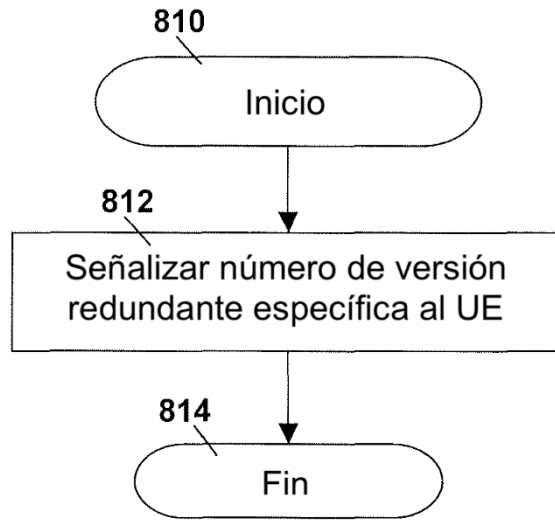 810
Inicio
812
Señalizar número de versión
redundante específica al UE
814
Fin